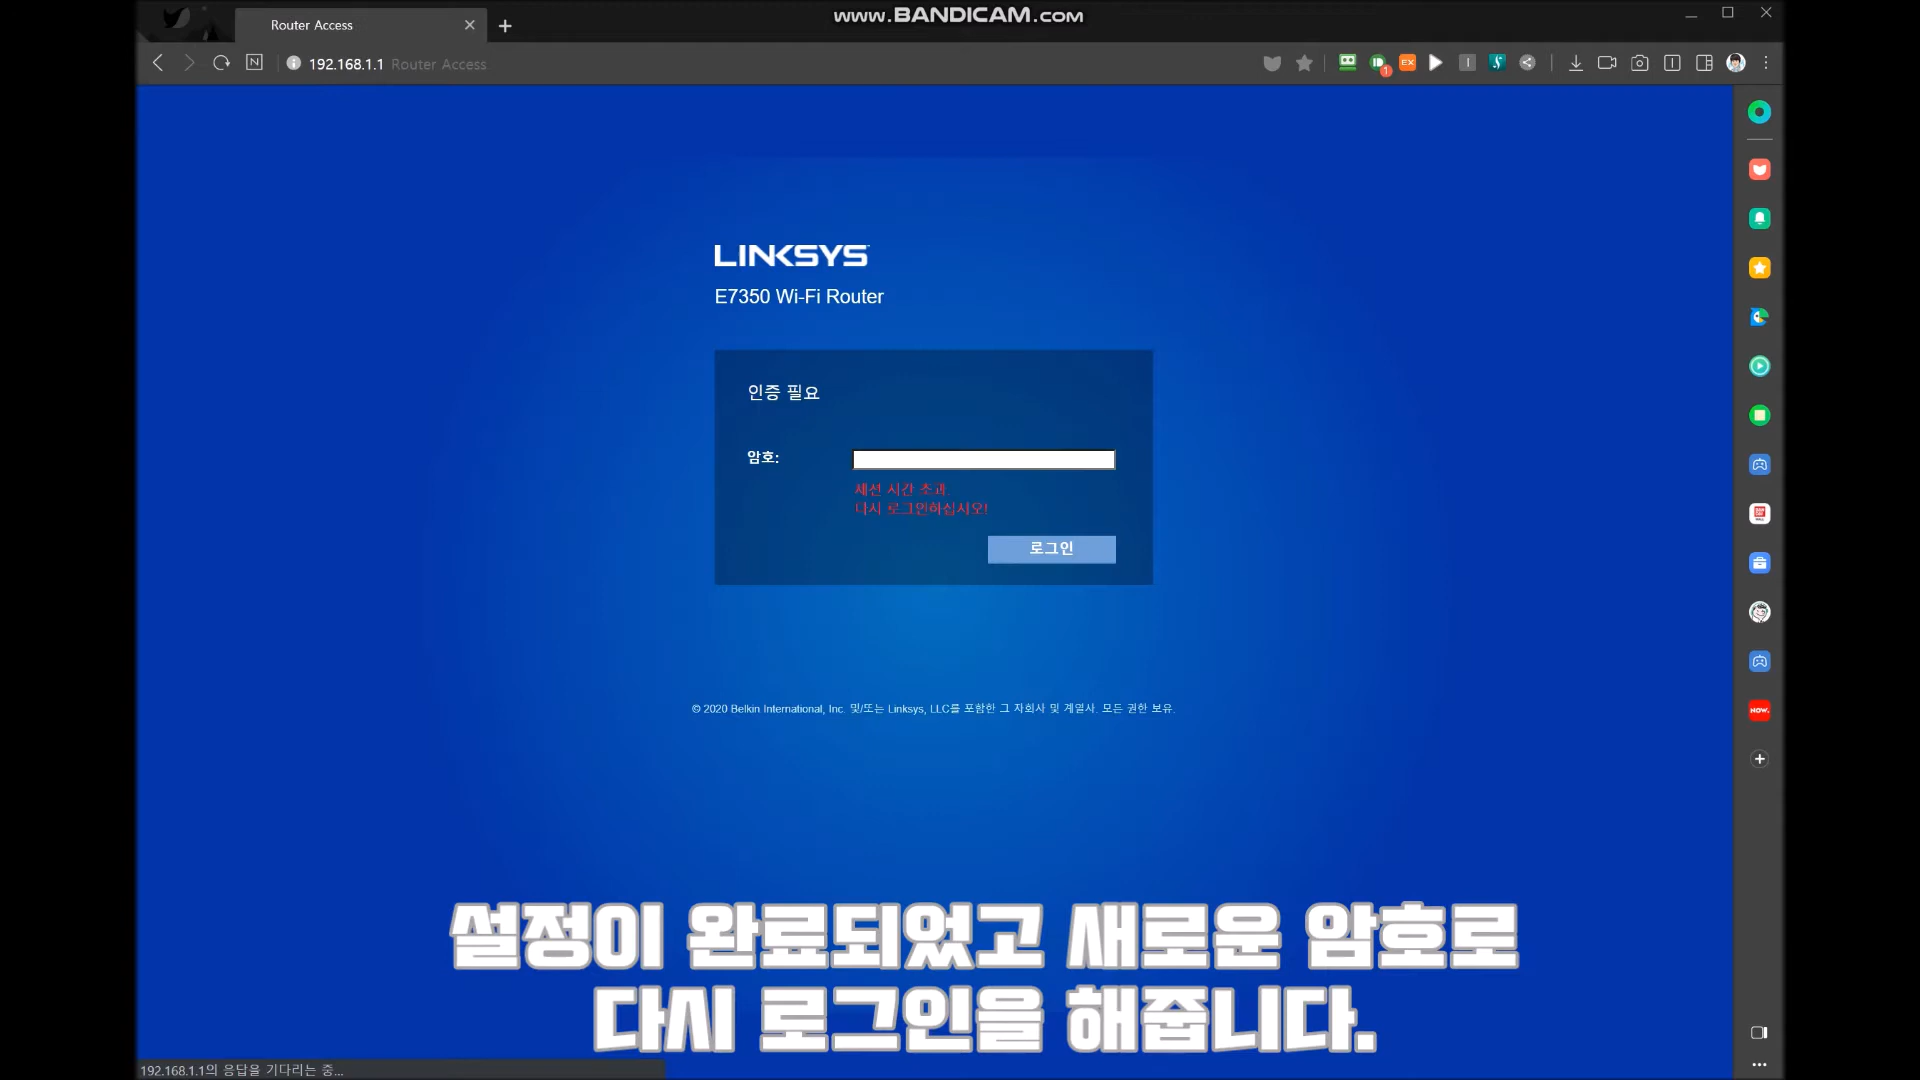 Router Access
www.BANDICAM.com
192.168.1.1 Router Access
LINKSYS
E7350 Wi-Fi Router
인증 필요
암호:
세션 시간 초과.
다시 로그인하십시오!
로그인
© 2020 Belkin International, Inc. 및/또는 Linksys, LLC를 포함한 그 자회사 및 계열사. 모든 권한 보유.
설정이 완료되었고 새로운 암호로
다시 로그인을 해줍니다.
192.168.1.1의 응답을 기다리는 중...
EX
1
N
NOW.